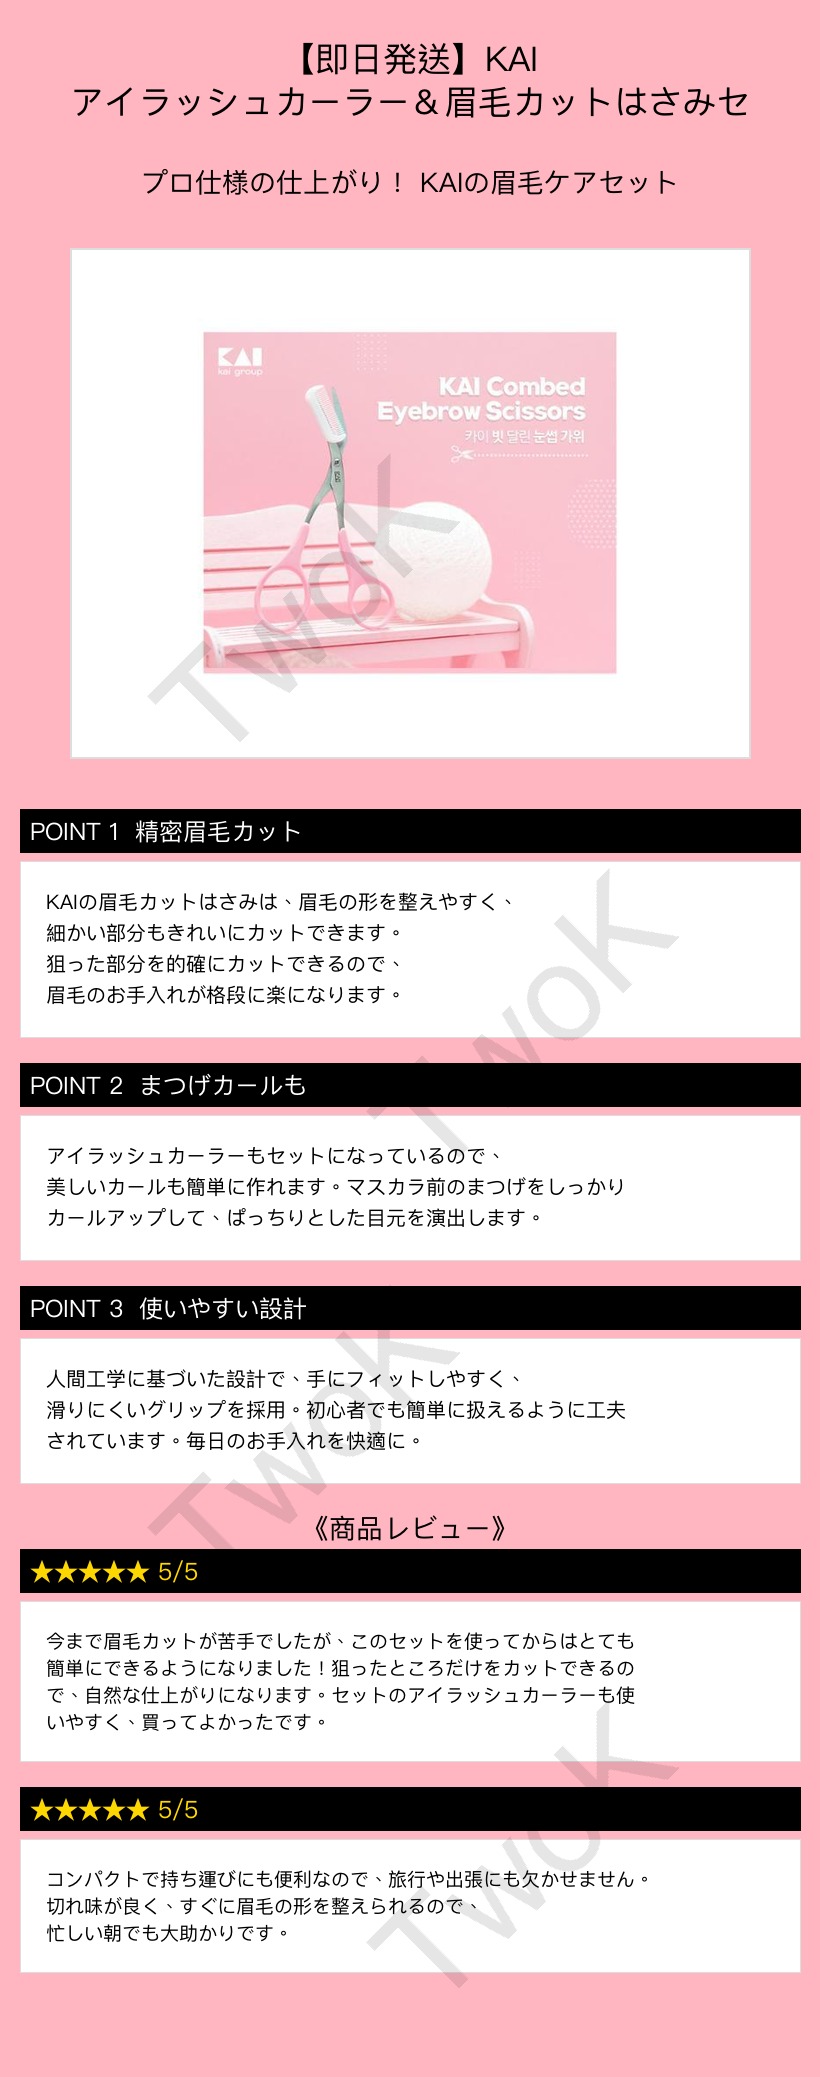 【即日発送】KAI
アイラッシュカーラー＆眉毛カットはさみセ
プロ仕様の仕上がり！ KAIの眉毛ケアセット
KAI
kai group
KAI Combed
Eyebrow Scissors
카이 빗 달린 눈썹 가위
KAI
TwoK
POINT 1 精密眉毛カット
KAIの眉毛カットはさみは、眉毛の形を整えやすく、
細かい部分もきれいにカットできます。
狙った部分を的確にカットできるので、
眉毛のお手入れが格段に楽になります。
TwoK
POINT 2 まつげカールも
アイラッシュカーラーもセットになっているので、
美しいカールも簡単に作れます。マスカラ前のまつげをしっかり
カールアップして、ぱっちりとした目元を演出します。
POINT 3 使いやすい設計
人間工学に基づいた設計で、手にフィットしやすく、
滑りにくいグリップを採用。初心者でも簡単に扱えるように工夫
されています。毎日のお手入れを快適に。
TwoK
《商品レビュー》
★★★★★ 5/5
今まで眉毛カットが苦手でしたが、このセットを使ってからはとても
簡単にできるようになりました！狙ったところだけをカットできるの
で、自然な仕上がりになります。セットのアイラッシュカーラーも使
いやすく、買ってよかったです。
★★★★★ 5/5
TwoK
コンパクトで持ち運びにも便利なので、旅行や出張にも欠かせません。
切れ味が良く、すぐに眉毛の形を整えられるので、
忙しい朝でも大助かりです。